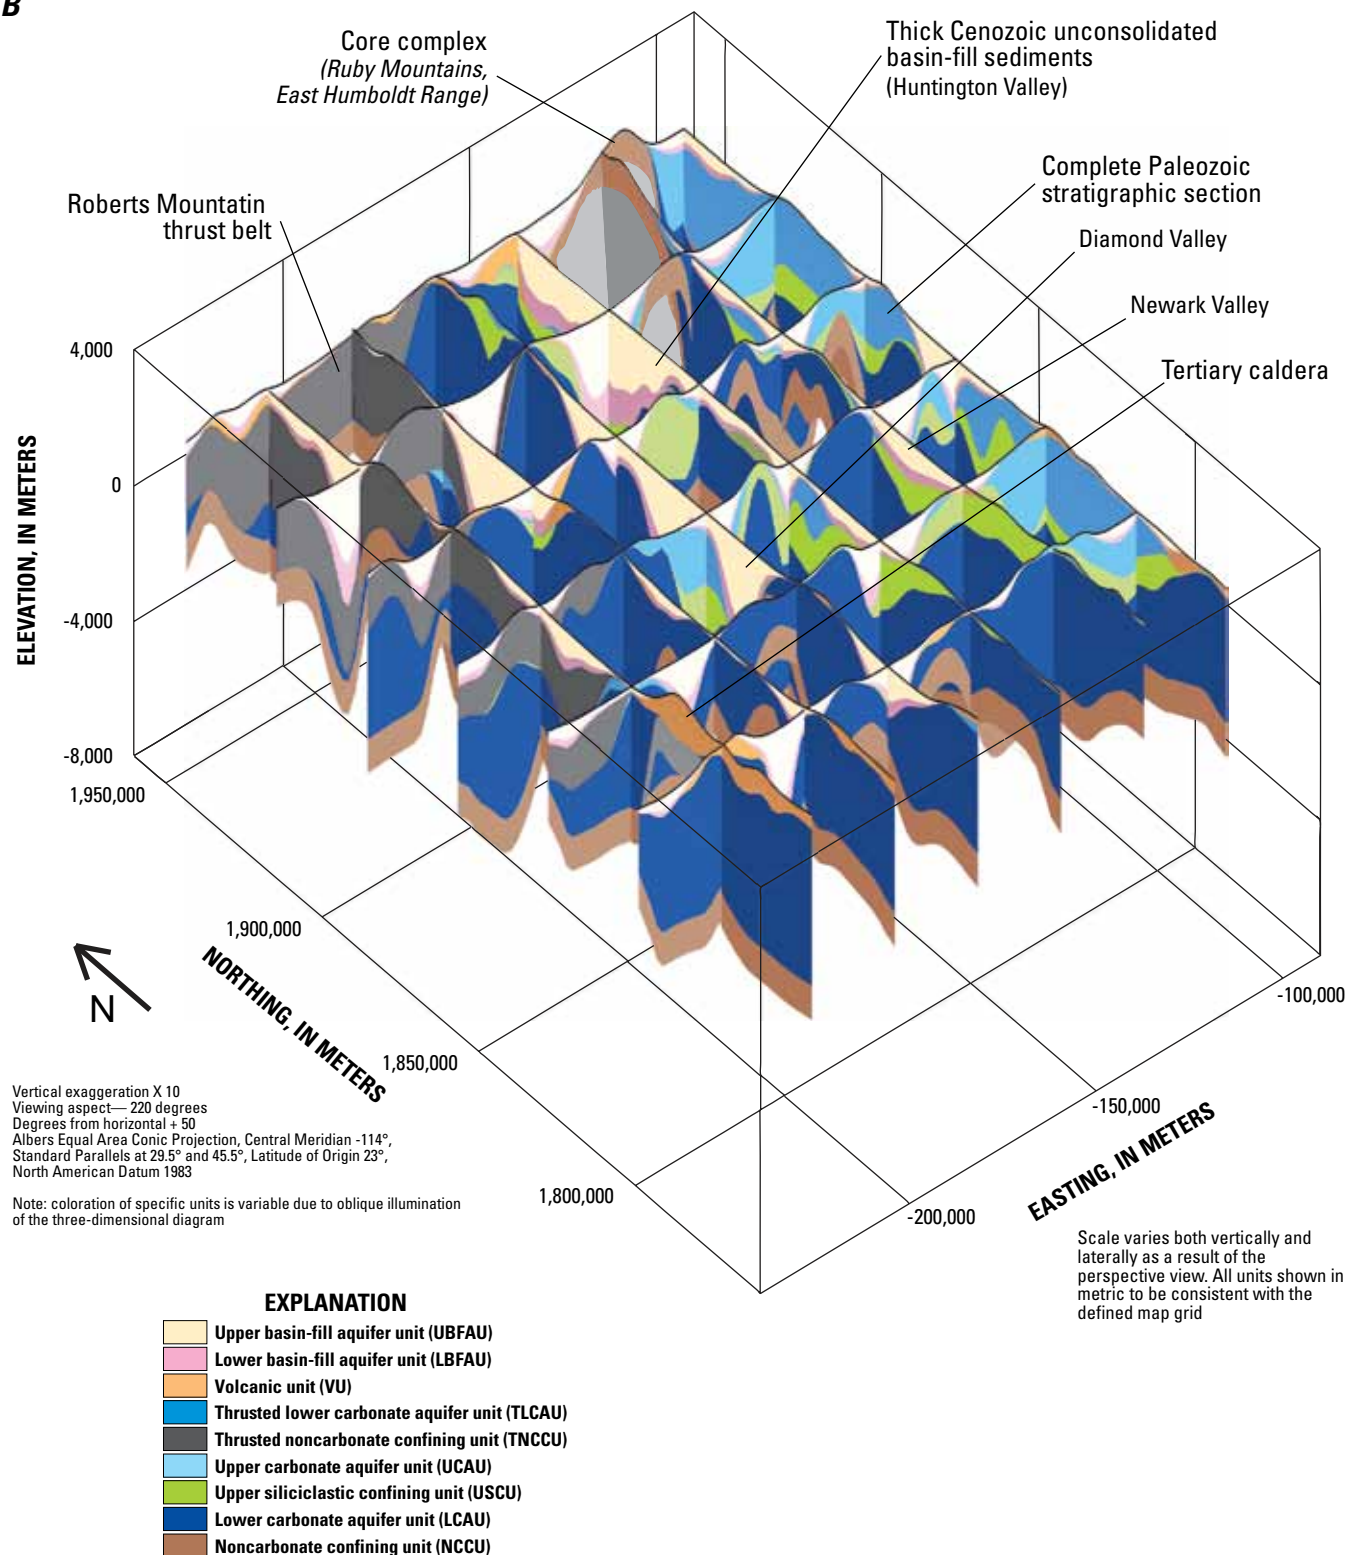 B
Core complex
(Ruby Mountains,
East Humboldt Range)
Thick Cenozoic unconsolidated
basin-fill sediments
(Huntington Valley)
Complete Paleozoic
stratigraphic section
Roberts Mountatin
thrust belt
Diamond Valley
Newark Valley
Tertiary caldera
4,000
0
-4,000
-8,000
ELEVATION, IN METERS
1,950,000
1,900,000
1,850,000
1,800,000
NORTHING, IN METERS
N
-100,000
-150,000
-200,000
EASTING, IN METERS
Vertical exaggeration X 10
Viewing aspect— 220 degrees
Degrees from horizontal + 50
Albers Equal Area Conic Projection, Central Meridian -114°,
Standard Parallels at 29.5° and 45.5°, Latitude of Origin 23°,
North American Datum 1983
Note: coloration of specific units is variable due to oblique illumination
of the three-dimensional diagram
Scale varies both vertically and
laterally as a result of the
perspective view. All units shown in
metric to be consistent with the
defined map grid
EXPLANATION
Upper basin-fill aquifer unit (UBFAU)
Lower basin-fill aquifer unit (LBFAU)
Volcanic unit (VU)
Thrusted lower carbonate aquifer unit (TLCAU)
Thrusted noncarbonate confining unit (TNCCU)
Upper carbonate aquifer unit (UCAU)
Upper siliciclastic confining unit (USCU)
Lower carbonate aquifer unit (LCAU)
Noncarbonate confining unit (NCCU)